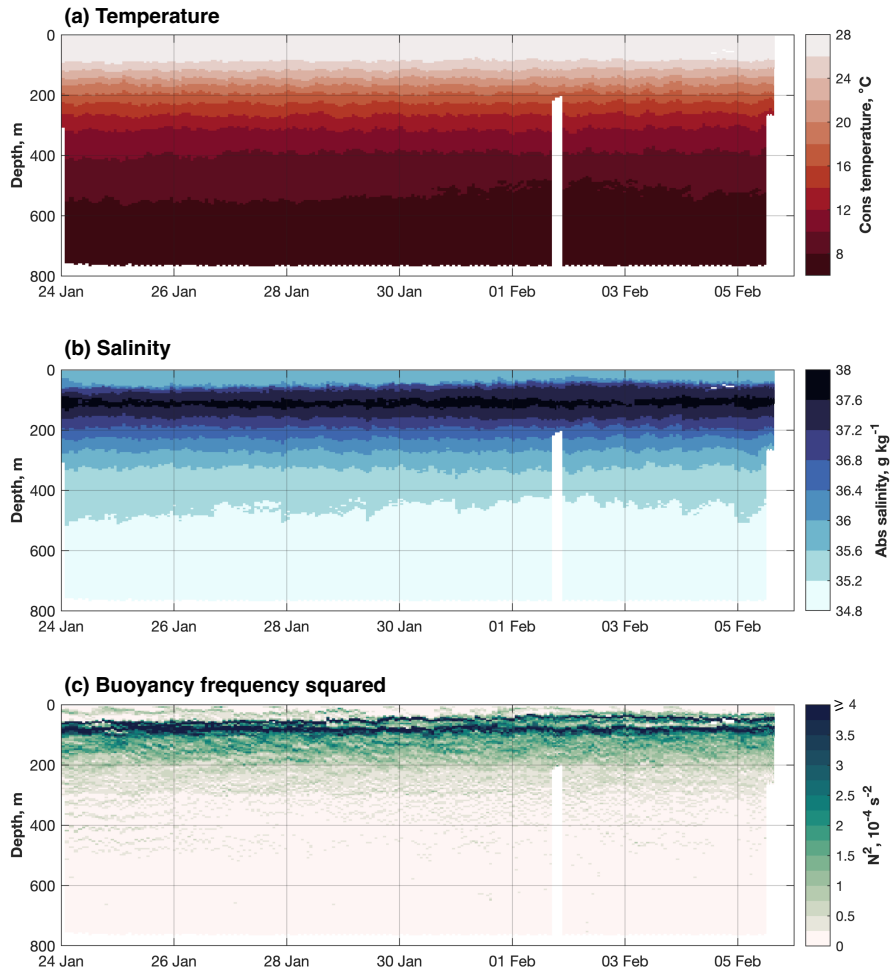 (a) Temperature
0
200
400
600
800
Depth, m
24 Jan
26 Jan
28 Jan
30 Jan
01 Feb
03 Feb
05 Feb
28
24
20
16
12
8
Cons temperature, °C
(b) Salinity
0
200
400
600
800
Depth, m
24 Jan
26 Jan
28 Jan
30 Jan
01 Feb
03 Feb
05 Feb
38
37.6
37.2
36.8
36.4
36
35.6
35.2
34.8
Abs salinity, g kg⁻¹
(c) Buoyancy frequency squared
0
200
400
600
800
Depth, m
24 Jan
26 Jan
28 Jan
30 Jan
01 Feb
03 Feb
05 Feb
⩾ 4
3.5
3
2.5
2
1.5
1
0.5
0
N², 10⁻⁴ s⁻²